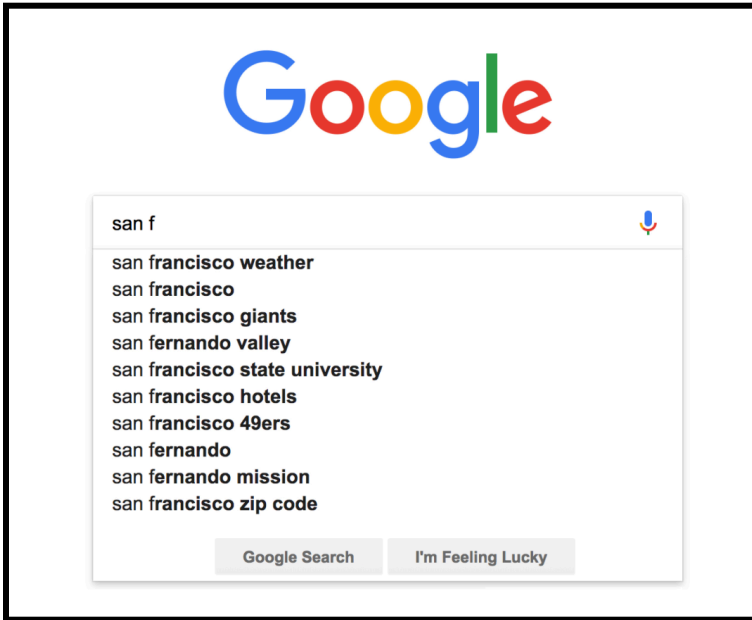 Google
san f
san francisco weather
san francisco
san francisco giants
san fernando valley
san francisco state university
san francisco hotels
san francisco 49ers
san fernando
san fernando mission
san francisco zip code
Google Search I'm Feeling Lucky